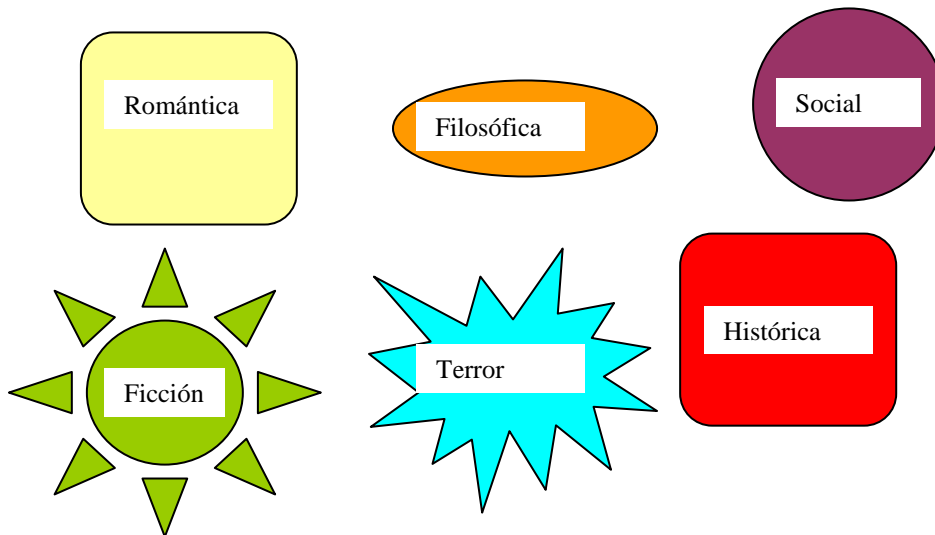 Romántica
Filosófica
Social
Ficción
Terror
Histórica